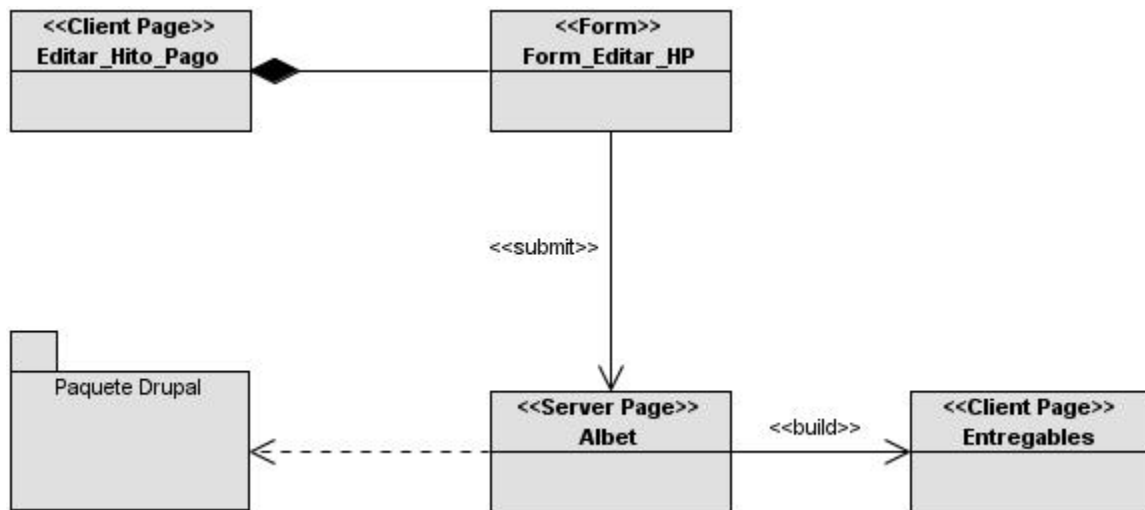 <<Client Page>>
Editar_Hito_Pago
<<Form>>
Form_Editar_HP
<<submit>>
Paquete Drupal
<<Server Page>>
Albet
<<build>>
<<Client Page>>
Entregables